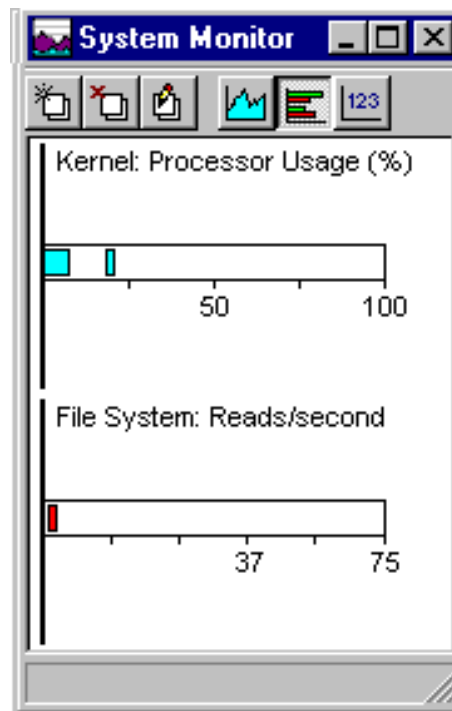 System Monitor
123
Kernel: Processor Usage (%)
50 100
File System: Reads/second
37 75